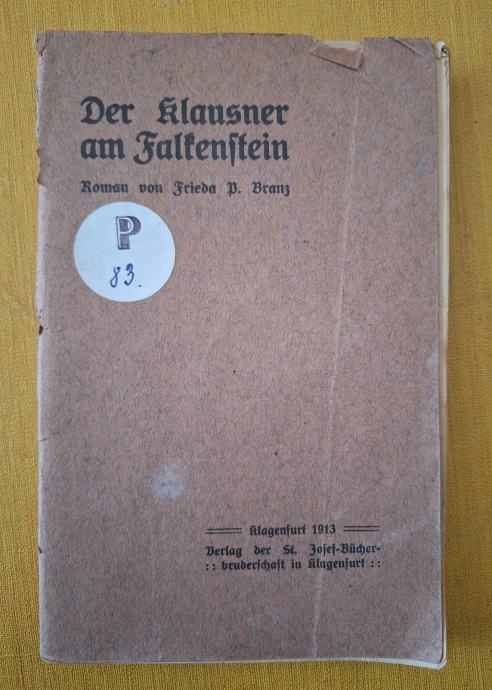 Der Klausner
am Falkenstein
Roman von Frieda P. Branz
P
83.
Klagenfurt 1913
Verlag der St. Josef-Bücher-
:: bruderschaft in Klagenfurt ::